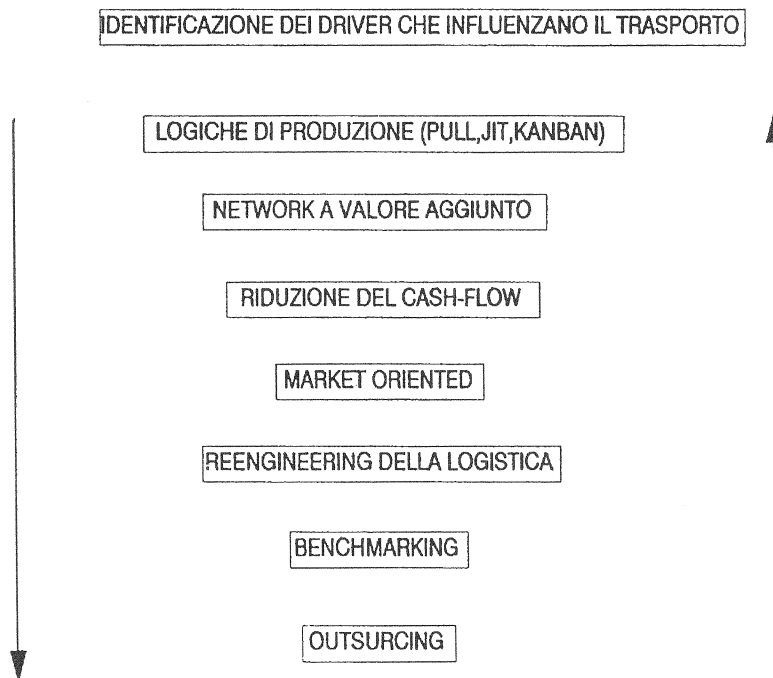 IDENTIFICAZIONE DEI DRIVER CHE INFLUENZANO IL TRASPORTO
LOGICHE DI PRODUZIONE (PULL,JIT,KANBAN)
NETWORK A VALORE AGGIUNTO
RIDUZIONE DEL CASH-FLOW
MARKET ORIENTED
REENGINEERING DELLA LOGISTICA
BENCHMARKING
OUTSURCING